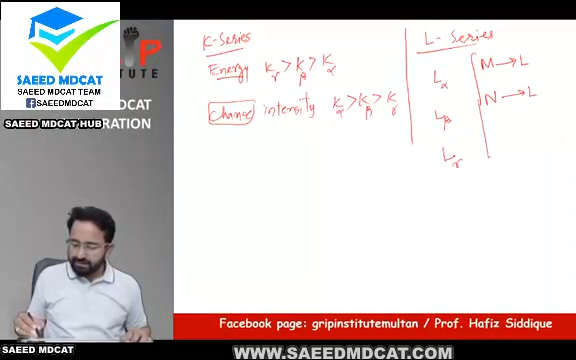 K-Series
Energy Kγ > Kβ > Kα
Chance intensity Kα > Kβ > Kγ
L-Series
Lα
Lβ
Lγ
M → L
N → L
SAEED MDCAT
SAEED MDCAT TEAM
f SAEEDMDCAT
SAEED MDCAT HUB
SAEED MDCAT
Facebook page: gripinstitutemultan / Prof. Hafiz Siddique
WWW.SAEEDMDCAT.COM